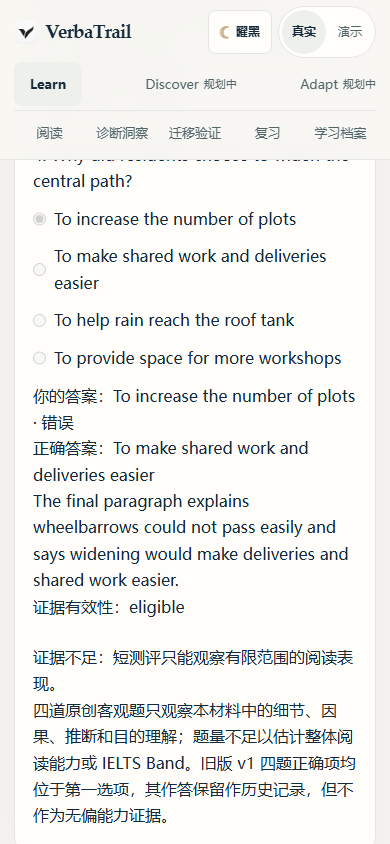 VerbaTrail
曜黑
真实
演示
Learn
Discover 规划中
Adapt 规划中
阅读
诊断洞察
迁移验证
复习
学习档案
central path?
To increase the number of plots
To make shared work and deliveries
easier
To help rain reach the roof tank
To provide space for more workshops
你的答案：To increase the number of plots
· 错误
正确答案：To make shared work and
deliveries easier
The final paragraph explains
wheelbarrows could not pass easily and
says widening would make deliveries and
shared work easier.
证据有效性：eligible
证据不足：短测评只能观察有限范围的阅读表
现。
四道原创客观题只观察本材料中的细节、因
果、推断和目的理解；题量不足以估计整体阅
读能力或 IELTS Band。旧版 v1 四题正确项均
位于第一选项，其作答保留作历史记录，但不
作为无偏能力证据。